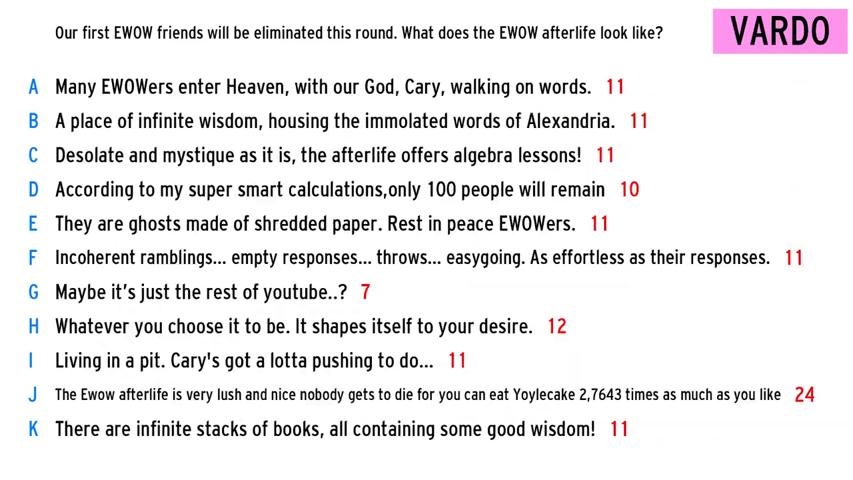 Our first EWOW friends will be eliminated this round. What does the EWOW afterlife look like?
VARDO
A Many EWOWers enter Heaven, with our God, Cary, walking on words. 11
B A place of infinite wisdom, housing the immolated words of Alexandria. 11
C Desolate and mystique as it is, the afterlife offers algebra lessons! 11
D According to my super smart calculations,only 100 people will remain 10
E They are ghosts made of shredded paper. Rest in peace EWOWers. 11
F Incoherent ramblings... empty responses... throws... easygoing. As effortless as their responses. 11
G Maybe it's just the rest of youtube..? 7
H Whatever you choose it to be. It shapes itself to your desire. 12
I Living in a pit. Cary's got a lotta pushing to do... 11
J The Ewow afterlife is very lush and nice nobody gets to die for you can eat Yoylecake 2,7643 times as much as you like 24
K There are infinite stacks of books, all containing some good wisdom! 11